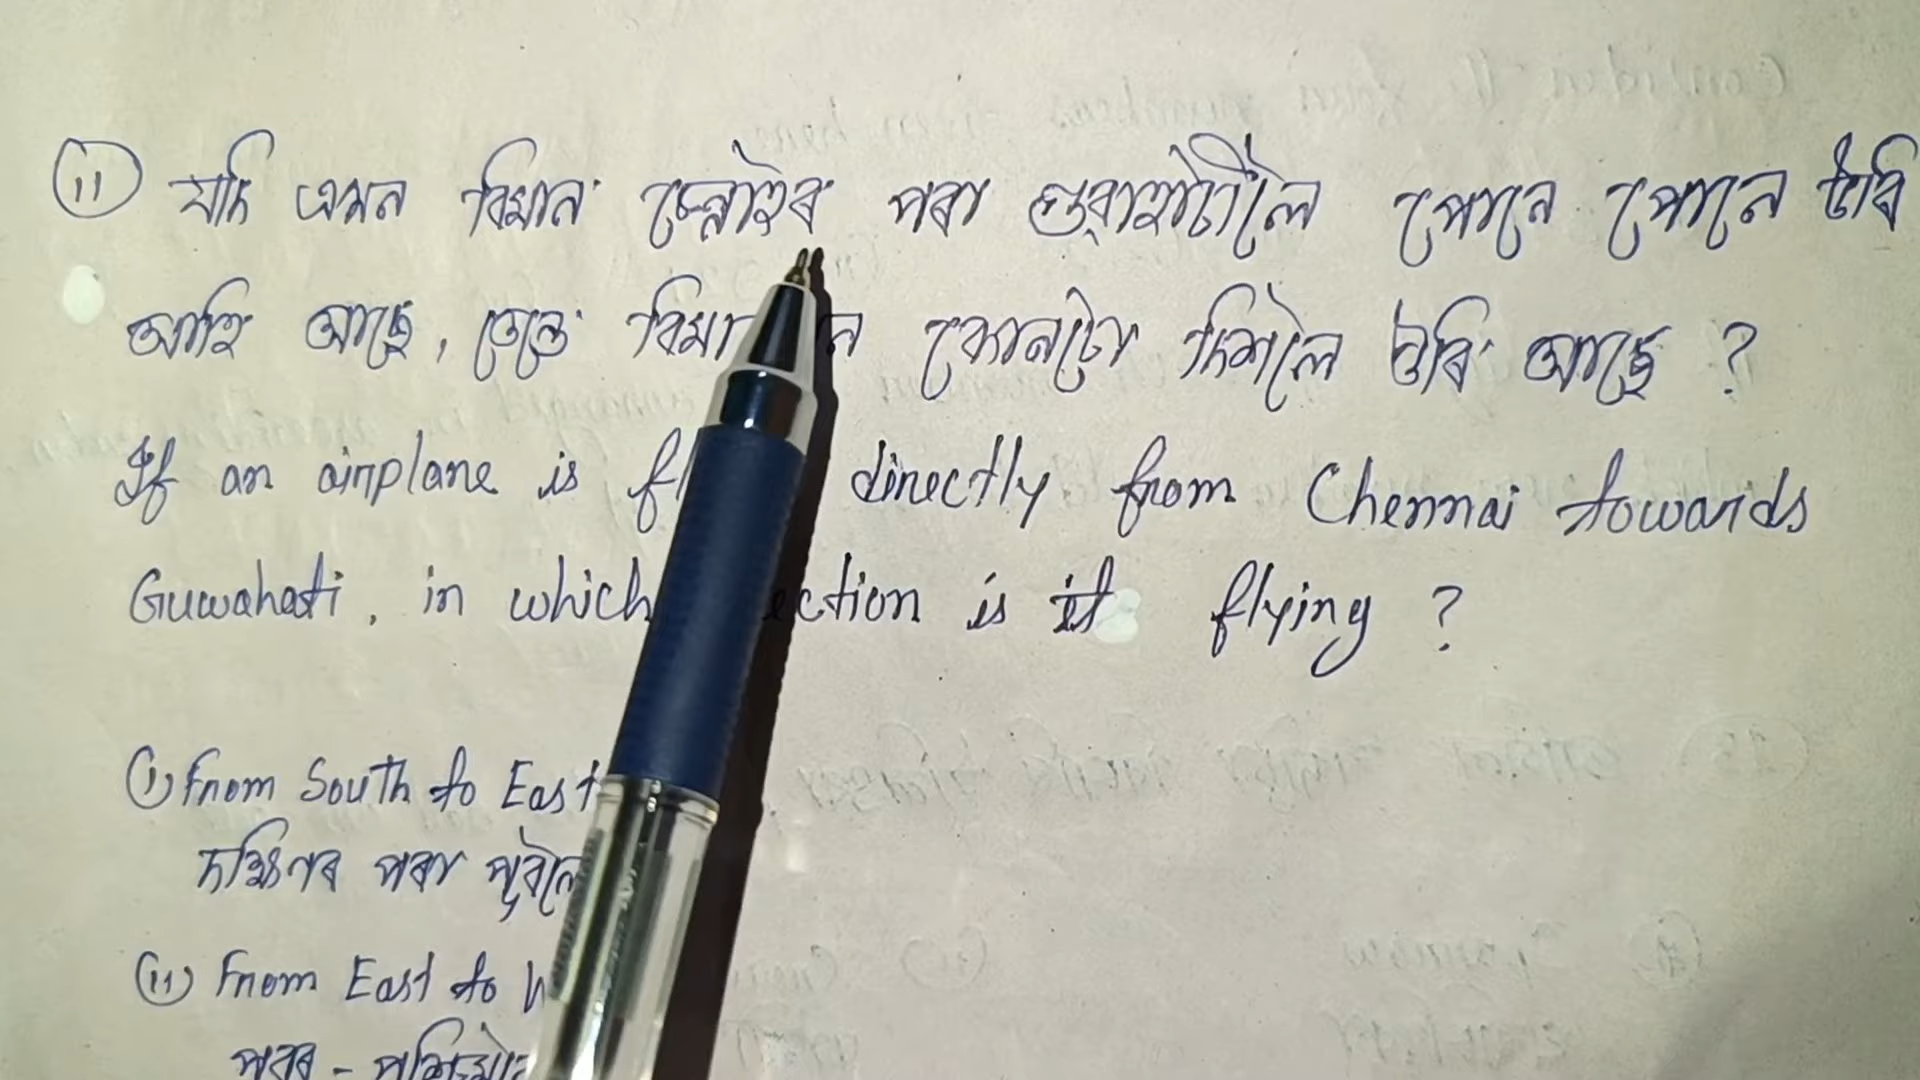 11 যদি এখন বিমান চেন্নাইৰ পৰা গুৱাহাটীলৈ পোনে পোনে উৰি
আহি আছে, তেন্তে কোনটো দিশলৈ উৰি আছে ?
If an airplane is directly from Chennai towards
Guwahati, in which is it flying ?
(i) From South to East
দক্ষিণৰ পৰা পূবলৈ
(ii) From East to
পূবৰ -